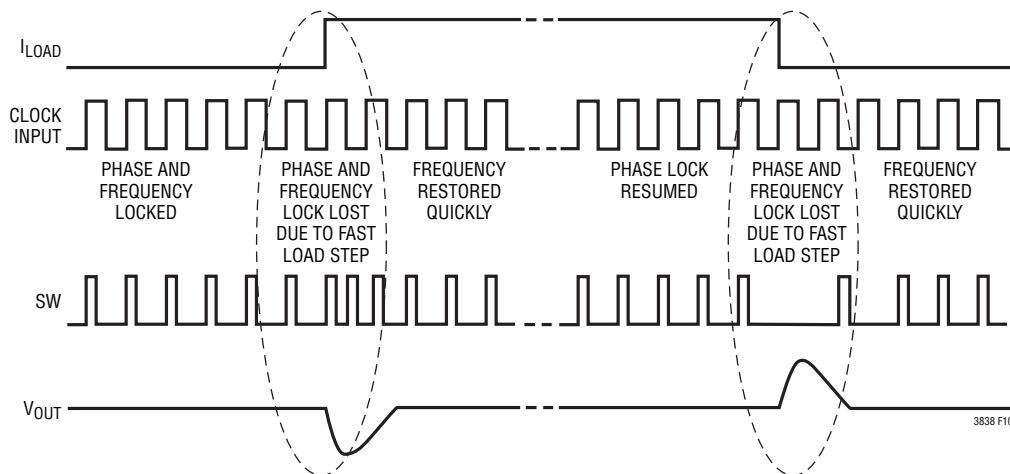 ILOAD
CLOCK
INPUT
PHASE AND
FREQUENCY
LOCKED
PHASE AND
FREQUENCY
LOCK LOST
DUE TO FAST
LOAD STEP
FREQUENCY
RESTORED
QUICKLY
PHASE LOCK
RESUMED
PHASE AND
FREQUENCY
LOCK LOST
DUE TO FAST
LOAD STEP
FREQUENCY
RESTORED
QUICKLY
SW
VOUT
3838 F10